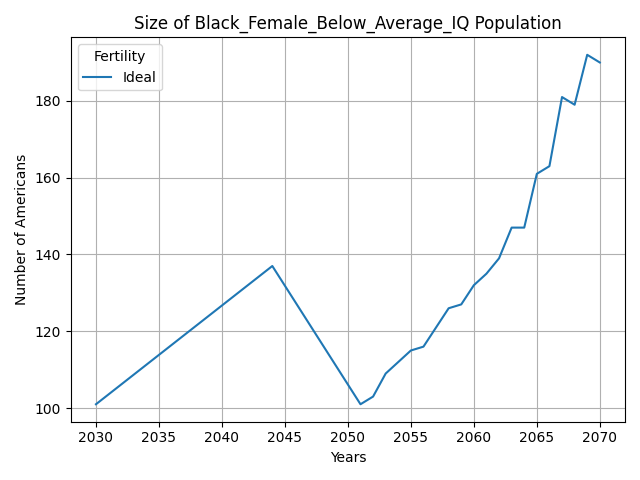 Size of Black_Female_Below_Average_IQ Population
Fertility
Ideal
Number of Americans
180
160
140
120
100
2030 2035 2040 2045 2050 2055 2060 2065 2070
Years